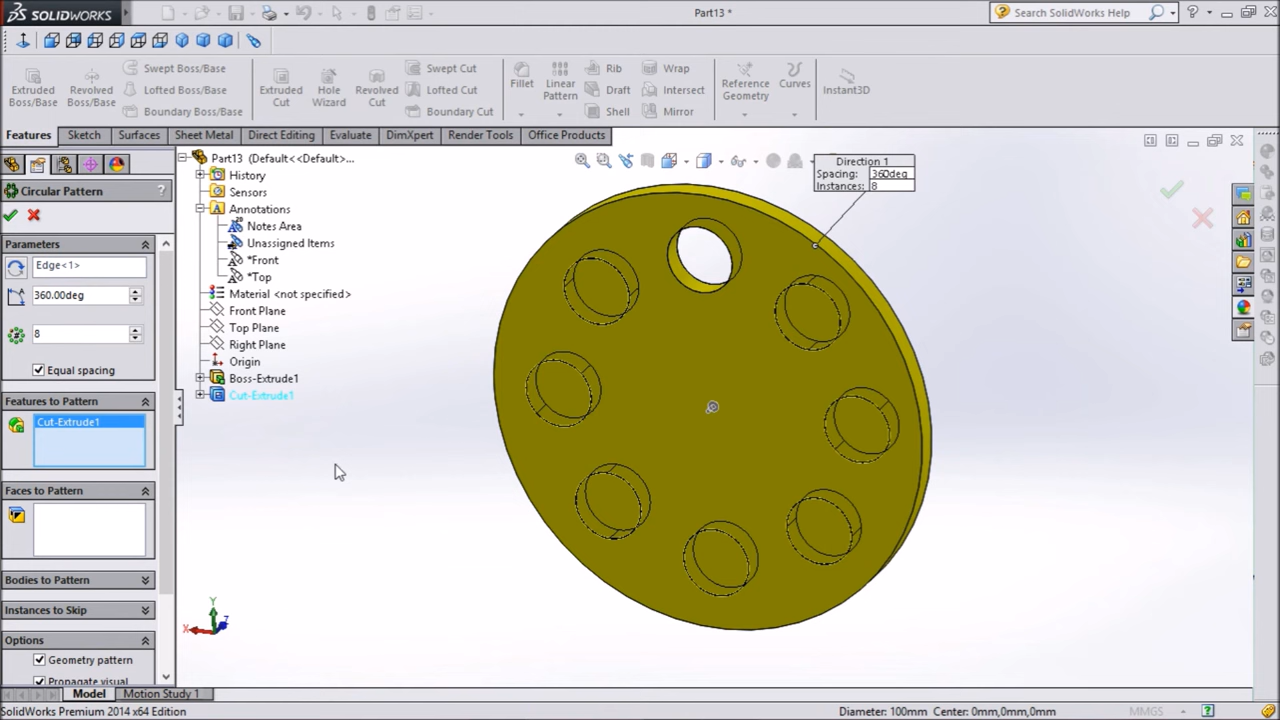 SOLIDWORKS
Part13 *
Search SolidWorks Help
Extruded Boss/Base
Revolved Boss/Base
Swept Boss/Base
Lofted Boss/Base
Boundary Boss/Base
Extruded Cut
Hole Wizard
Revolved Cut
Swept Cut
Lofted Cut
Boundary Cut
Fillet
Linear Pattern
Rib
Draft
Shell
Wrap
Intersect
Mirror
Reference Geometry
Curves
Instant3D
Features
Sketch
Surfaces
Sheet Metal
Direct Editing
Evaluate
DimXpert
Render Tools
Office Products
Circular Pattern
?
Parameters
Edge<1>
360.00deg
8
Equal spacing
Features to Pattern
Cut-Extrude1
Faces to Pattern
Bodies to Pattern
Instances to Skip
Options
Geometry pattern
Propagate visual
Part13 (Default<<Default>...
History
Sensors
Annotations
Notes Area
Unassigned Items
*Front
*Top
Material <not specified>
Front Plane
Top Plane
Right Plane
Origin
Boss-Extrude1
Cut-Extrude1
Direction 1
Spacing: 360deg
Instances: 8
Y
X
Z
Model
Motion Study 1
SolidWorks Premium 2014 x64 Edition
Diameter: 100mm Center: 0mm,0mm,0mm
MMGS